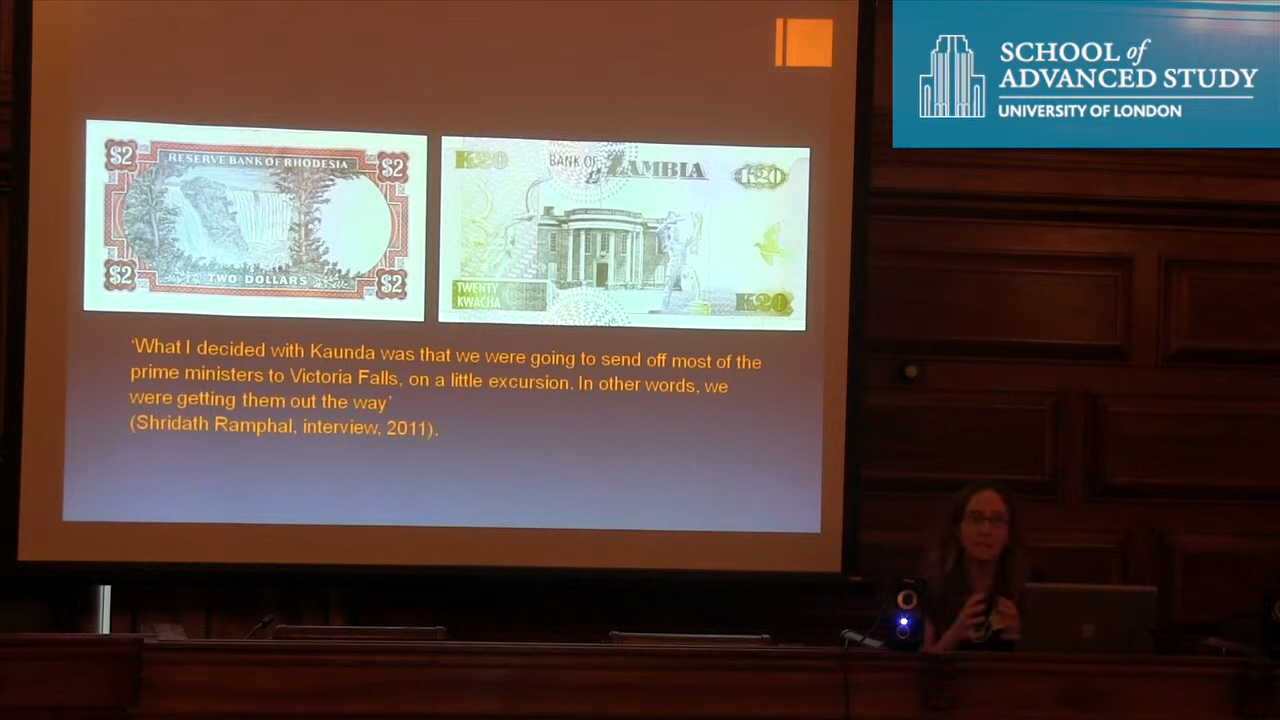 SCHOOL of
ADVANCED STUDY
UNIVERSITY OF LONDON
$2
RESERVE BANK OF RHODESIA
$2
$2
TWO DOLLARS
$2
K20
BANK OF ZAMBIA
K20
TWENTY
KWACHA
K20
‘What I decided with Kaunda was that we were going to send off most of the
prime ministers to Victoria Falls, on a little excursion. In other words, we
were getting them out the way’
(Shridath Ramphal, interview, 2011).